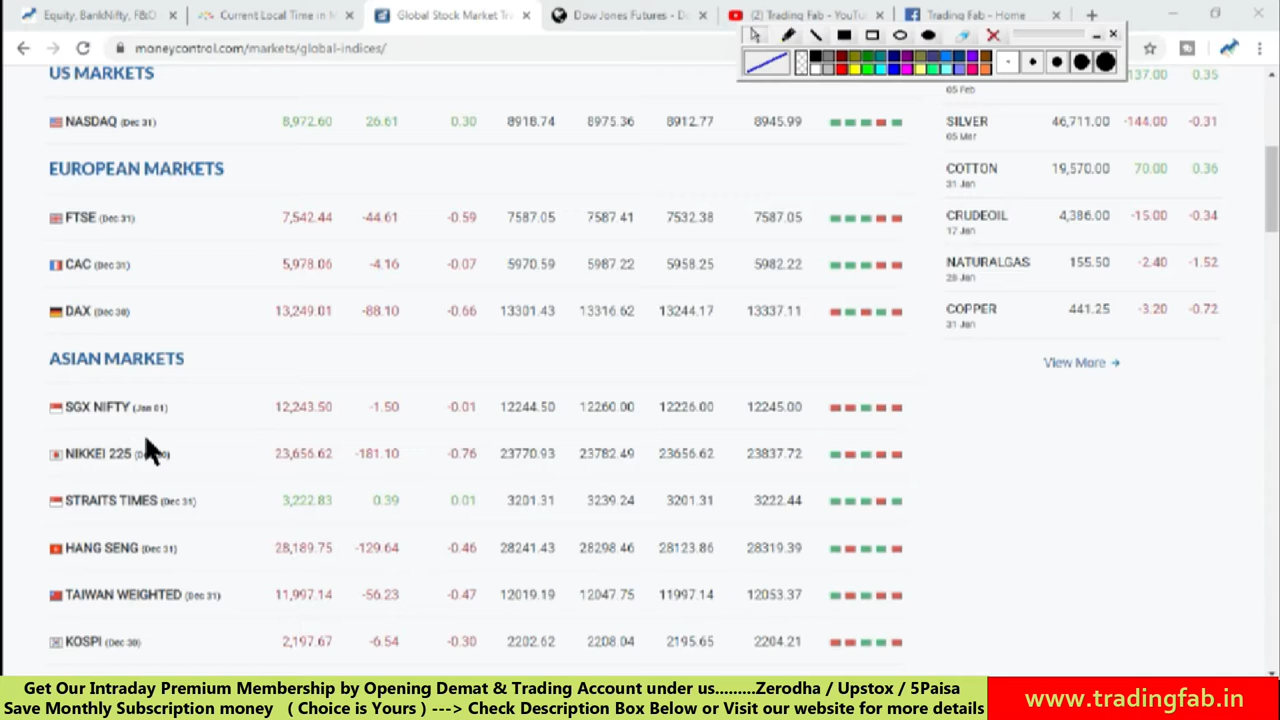 Equity, BankNifty, F&O
Current Local Time in
Global Stock Market Tr
Dow Jones Futures - D
(2) Trading Fab - YouTu
Trading Fab - Home
moneycontrol.com/markets/global-indices/
US MARKETS
NASDAQ (Dec 31) 8,972.60 26.61 0.30 8918.74 8975.36 8912.77 8945.99
EUROPEAN MARKETS
FTSE (Dec 31) 7,542.44 -44.61 -0.59 7587.05 7587.41 7532.38 7587.05
CAC (Dec 31) 5,978.06 -4.16 -0.07 5970.59 5987.22 5958.25 5982.22
DAX (Dec 30) 13,249.01 -88.10 -0.66 13301.43 13316.62 13244.17 13337.11
ASIAN MARKETS
SGX NIFTY (Jan 01) 12,243.50 -1.50 -0.01 12244.50 12260.00 12226.00 12245.00
NIKKEI 225 23,656.62 -181.10 -0.76 23770.93 23782.49 23656.62 23837.72
STRAITS TIMES (Dec 31) 3,222.83 0.39 0.01 3201.31 3239.24 3201.31 3222.44
HANG SENG (Dec 31) 28,189.75 -129.64 -0.46 28241.43 28298.46 28123.86 28319.39
TAIWAN WEIGHTED (Dec 31) 11,997.14 -56.23 -0.47 12019.19 12047.75 11997.14 12053.37
KOSPI (Dec 30) 2,197.67 -6.54 -0.30 2202.62 2208.04 2195.65 2204.21
137.00 0.35
05 Feb
SILVER 46,711.00 -144.00 -0.31
05 Mar
COTTON 19,570.00 70.00 0.36
31 Jan
CRUDEOIL 4,386.00 -15.00 -0.34
17 Jan
NATURALGAS 155.50 -2.40 -1.52
28 Jan
COPPER 441.25 -3.20 -0.72
31 Jan
View More
Get Our Intraday Premium Membership by Opening Demat & Trading Account under us.........Zerodha / Upstox / 5Paisa
Save Monthly Subscription money ( Choice is Yours ) ---> Check Description Box Below or Visit our website for more details
www.tradingfab.in